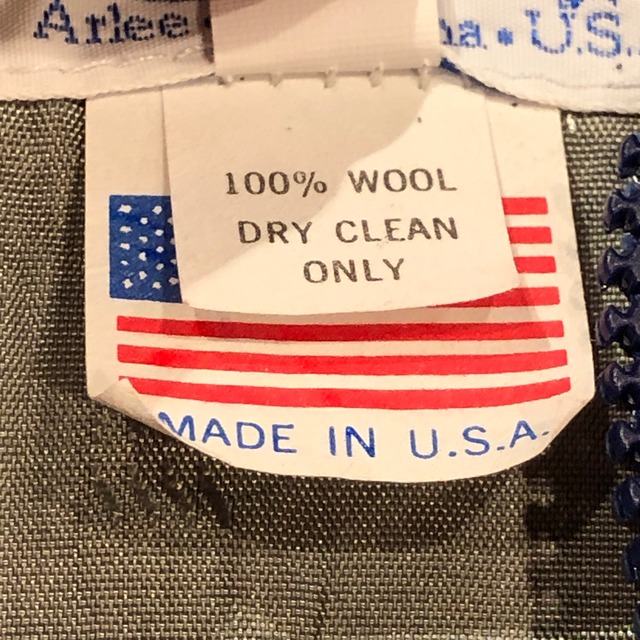 Arlee
U.S.
100% WOOL
DRY CLEAN
ONLY
MADE IN U.S.A.